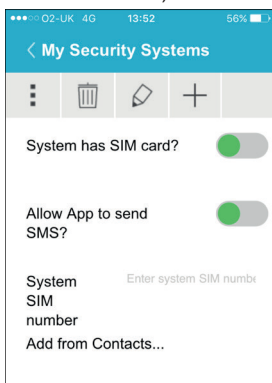 O2-UK 4G 13:52 56%
My Security Systems
System has SIM card?
Allow App to send
SMS?
System
SIM
number
Enter system SIM numbe
Add from Contacts...